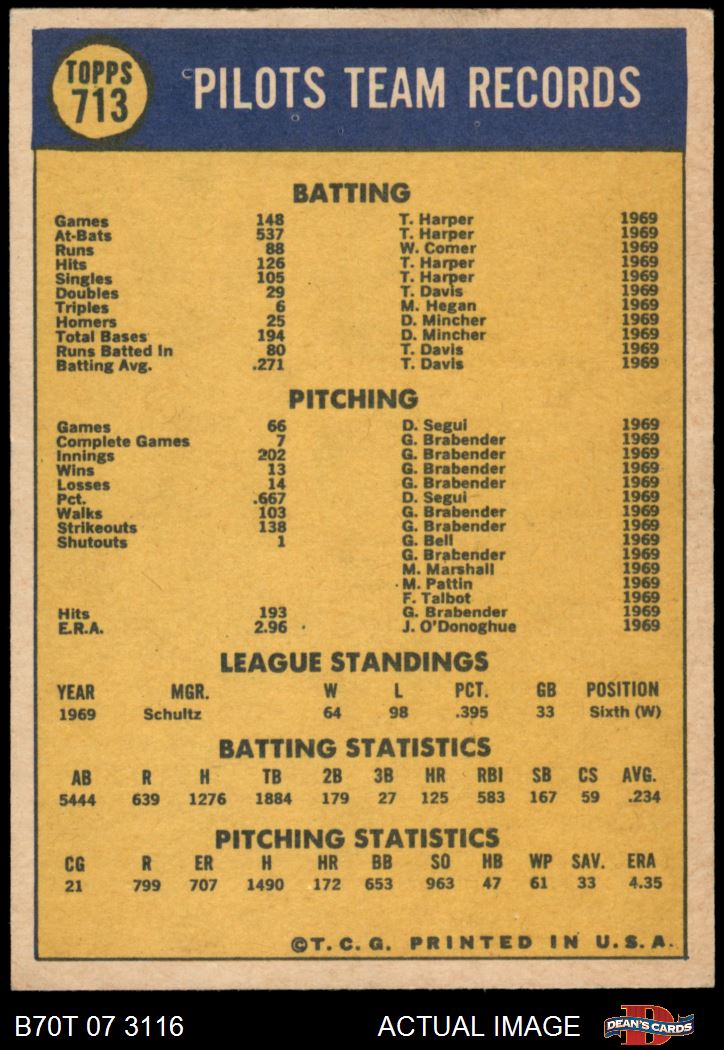 TOPPS
713
PILOTS TEAM RECORDS
BATTING
Games 148 T. Harper 1969
At-Bats 537 T. Harper 1969
Runs 88 W. Comer 1969
Hits 126 T. Harper 1969
Singles 105 T. Harper 1969
Doubles 29 T. Davis 1969
Triples 6 M. Hegan 1969
Homers 25 D. Mincher 1969
Total Bases 194 D. Mincher 1969
Runs Batted In 80 T. Davis 1969
Batting Avg. .271 T. Davis 1969
PITCHING
Games 66 D. Segui 1969
Complete Games 7 G. Brabender 1969
Innings 202 G. Brabender 1969
Wins 13 G. Brabender 1969
Losses 14 G. Brabender 1969
Pct. .667 D. Segui 1969
Walks 103 G. Brabender 1969
Strikeouts 138 G. Brabender 1969
Shutouts 1 G. Bell 1969
G. Brabender 1969
M. Marshall 1969
M. Pattin 1969
F. Talbot 1969
Hits 193 G. Brabender 1969
E.R.A. 2.96 J. O'Donoghue 1969
LEAGUE STANDINGS
YEAR MGR. W L PCT. GB POSITION
1969 Schultz 64 98 .395 33 Sixth (W)
BATTING STATISTICS
AB R H TB 2B 3B HR RBI SB CS AVG.
5444 639 1276 1884 179 27 125 583 167 59 .234
PITCHING STATISTICS
CG R ER H HR BB SO HB WP SAV. ERA
21 799 707 1490 172 653 963 47 61 33 4.35
©T.C.G. PRINTED IN U.S.A.
B70T 07 3116 ACTUAL IMAGE DEAN'S CARDS